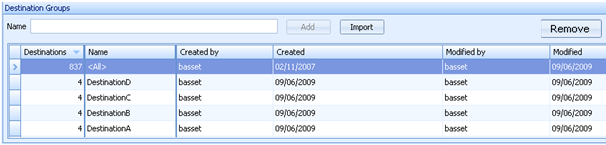 Destination Groups
Name Add Import Remove
Destinations Name Created by Created Modified by Modified
837 <All> basset 02/11/2007 basset 09/06/2009
4 DestinationD basset 09/06/2009 basset 09/06/2009
4 DestinationC basset 09/06/2009 basset 09/06/2009
4 DestinationB basset 09/06/2009 basset 09/06/2009
4 DestinationA basset 09/06/2009 basset 09/06/2009